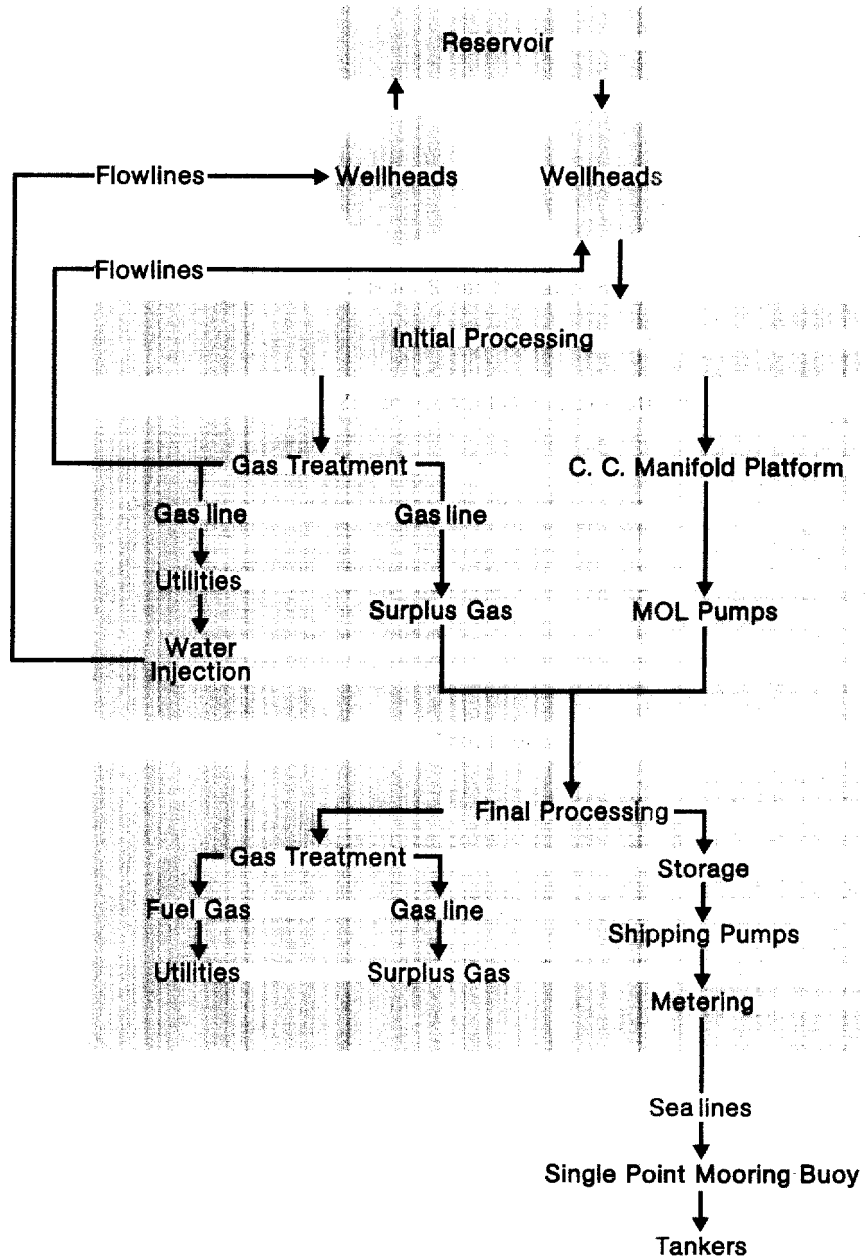 Reservoir
Flowlines Wellheads Wellheads
Flowlines
Initial Processing
Gas Treatment C. C. Manifold Platform
Gas line Gas line
Utilities
Surplus Gas MOL Pumps
Water
Injection
Final Processing
Gas Treatment
Storage
Fuel Gas Gas line
Shipping Pumps
Utilities Surplus Gas
Metering
Sea lines
Single Point Mooring Buoy
Tankers